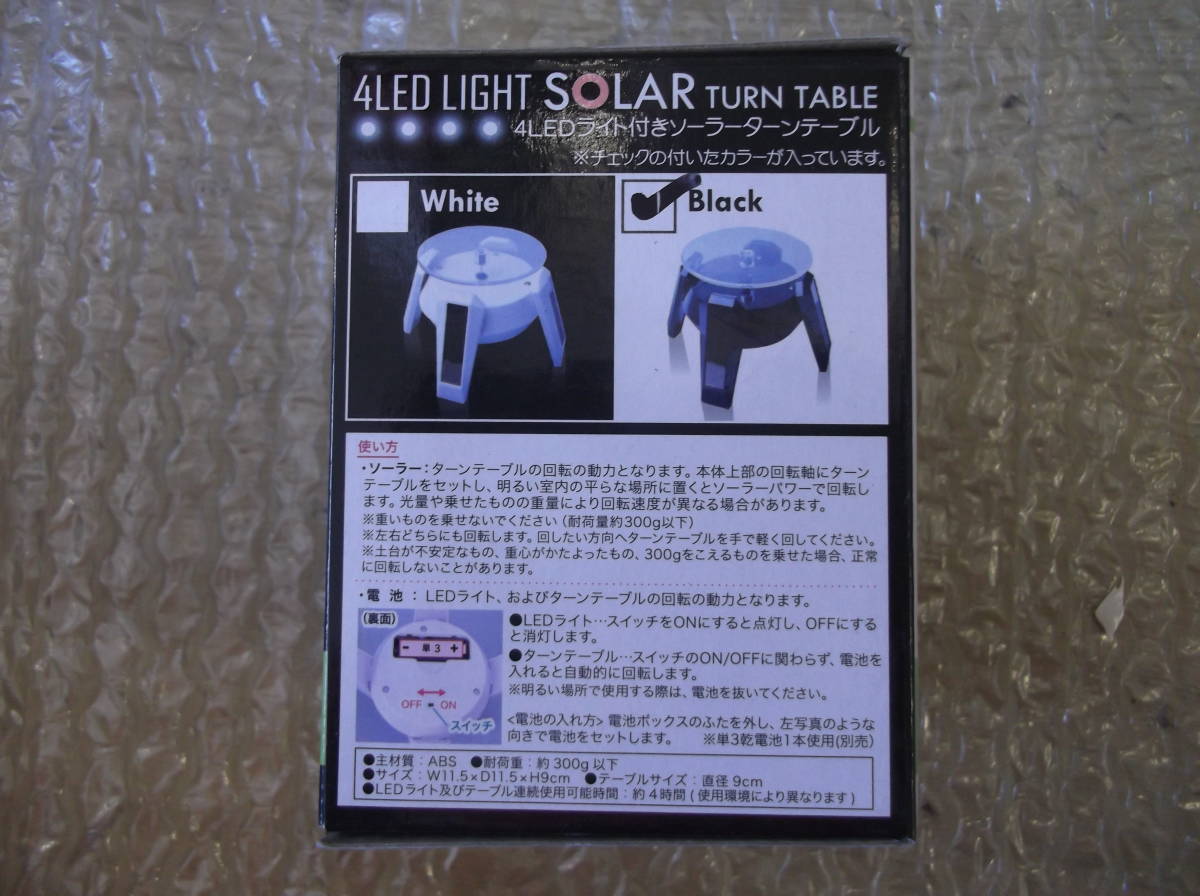 4LED LIGHT SOLAR TURN TABLE
4LEDライト付きソーラーターンテーブル
※チェックの付いたカラーが入っています。
White
Black
使い方
・ソーラー：ターンテーブルの回転の動力となります。本体上部の回転軸にターン
テーブルをセットし、明るい室内の平らな場所に置くとソーラーパワーで回転し
ます。光量や乗せたものの重量により回転速度が異なる場合があります。
※重いものを乗せないでください（耐荷量約300g以下）
※左右どちらにも回転します。回したい方向へターンテーブルを手で軽く回してください。
※土台が不安定なもの、重心がかたよったもの、300gをこえるものを乗せた場合、正常
に回転しないことがあります。
・電 池 ： LEDライト、およびターンテーブルの回転の動力となります。
(裏面)
- 単3 +
OFF ON
スイッチ
●LEDライト…スイッチをONにすると点灯し、OFFにする
と消灯します。
●ターンテーブル…スイッチのON/OFFに関わらず、電池を
入れると自動的に回転します。
※明るい場所で使用する際は、電池を抜いてください。
<電池の入れ方> 電池ボックスのふたを外し、左写真のような
向きで電池をセットします。 ※単3乾電池1本使用(別売)
●主材質：ABS ●耐荷重：約300g以下
●サイズ：W11.5×D11.5×H9cm ●テーブルサイズ：直径9cm
●LEDライト及びテーブル連続使用可能時間：約4時間(使用環境により異なります)